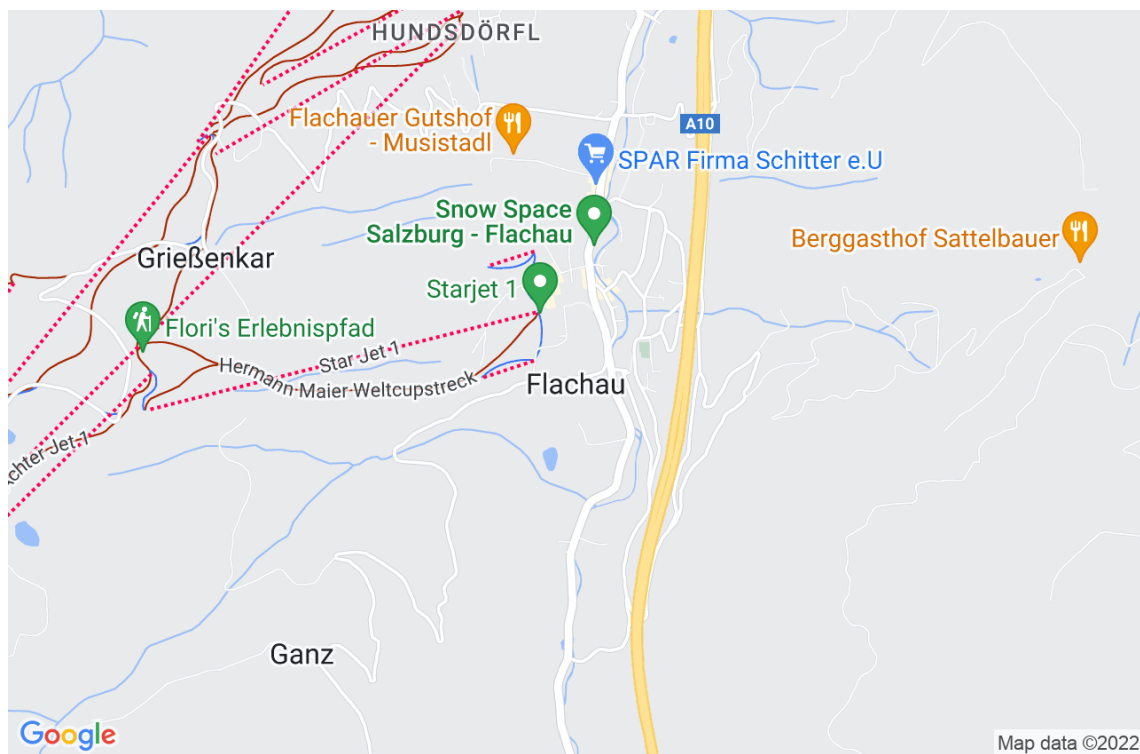 HUNDSDÖRFL
Flachauer Gutshof
- Musistadl
A10
SPAR Firma Schitter e.U
Snow Space
Salzburg - Flachau
Berggasthof Sattelbauer
Grießenkar
Starjet 1
Flori's Erlebnispfad
Star Jet 1
Hermann Maier Weltcupstreck
Flachau
Achter Jet 1
Ganz
Google
Map data ©2022